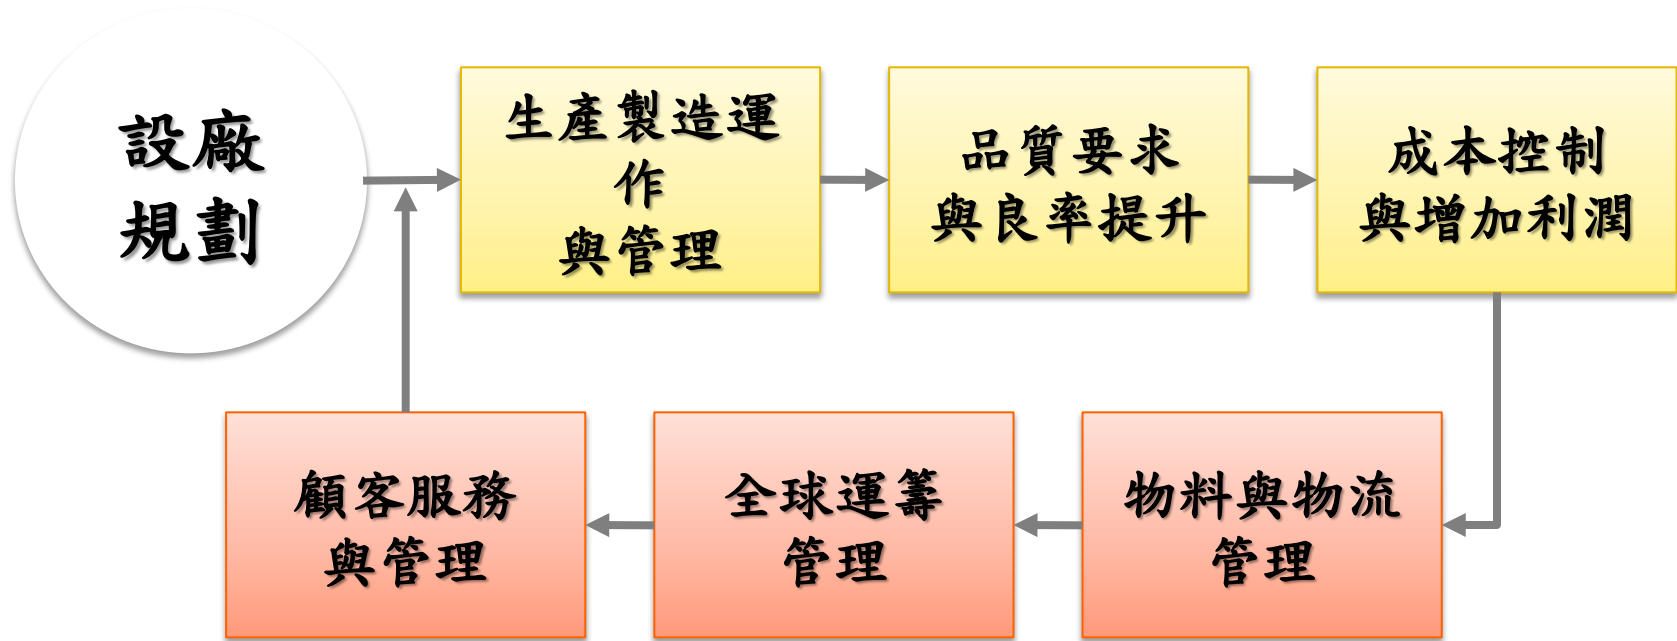 設廠
規劃
生產製造運
作
與管理
品質要求
與良率提升
成本控制
與增加利潤
物料與物流
管理
全球運籌
管理
顧客服務
與管理